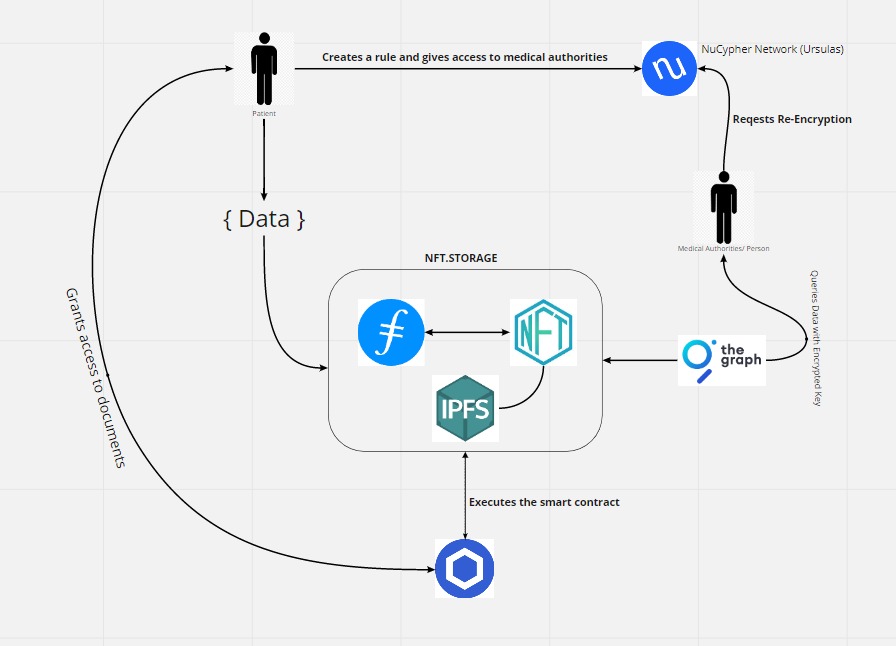 Creates a rule and gives access to medical authorities
NuCypher Network (Ursulas)
nu
Patient
Reqests Re-Encryption
{ Data }
Medical Authorities/ Person
NFT.STORAGE
Queries Data with Encrypted Key
Grants access to documents
NFT
the
graph
IPFS
Executes the smart contract